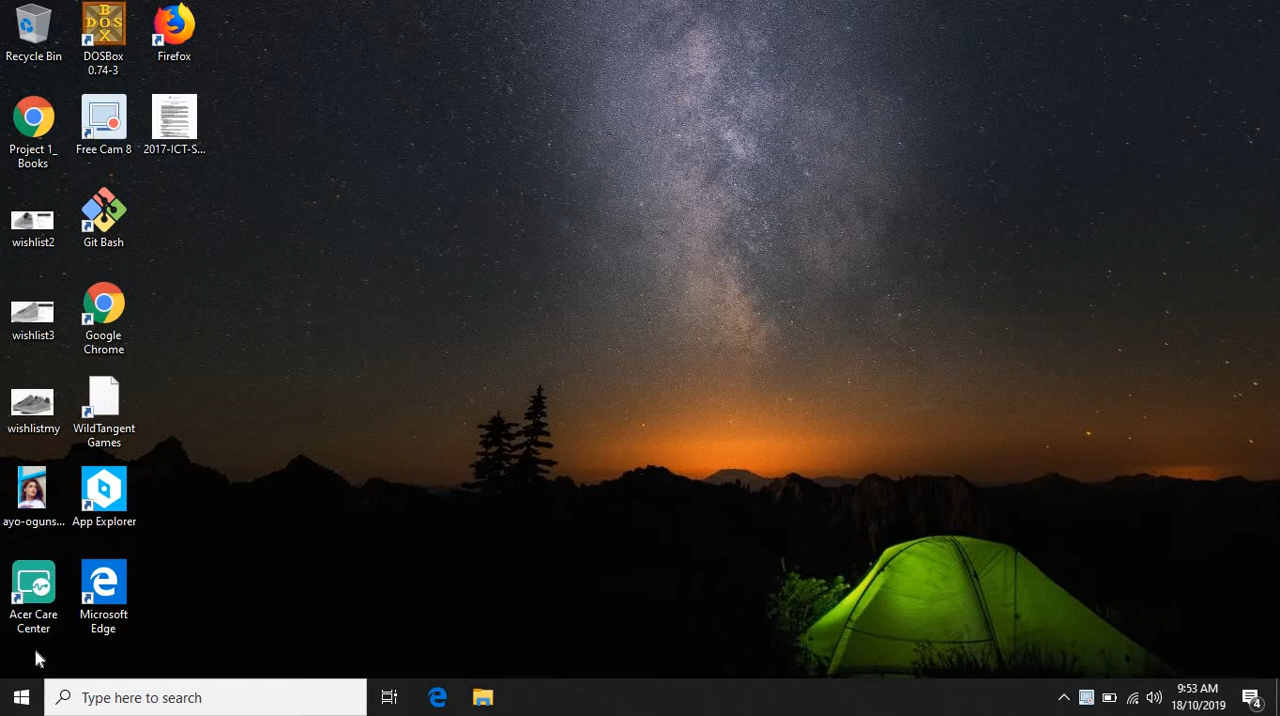 Recycle Bin
DOSBox
0.74-3
Firefox
Project 1_
Books
Free Cam 8
2017-ICT-S...
wishlist2
Git Bash
wishlist3
Google
Chrome
wishlistmy
WildTangent
Games
ayo-oguns...
App Explorer
Acer Care
Center
Microsoft
Edge
Type here to search
9:53 AM
18/10/2019
4